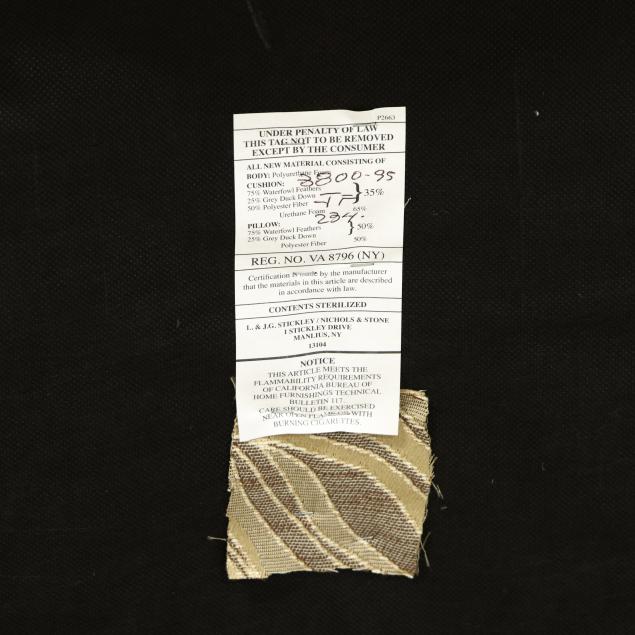 P2663
UNDER PENALTY OF LAW
THIS TAG NOT TO BE REMOVED
EXCEPT BY THE CONSUMER
ALL NEW MATERIAL CONSISTING OF
BODY: Polyurethane Foam
3800-95
CUSHION:
75% Waterfowl Feathers
25% Grey Duck Down
50% Polyester Fiber
35%
Urethane Foam 65%
234.
PILLOW:
75% Waterfowl Feathers
25% Grey Duck Down
50%
Polyester Fiber 50%
REG. NO. VA 8796 (NY)
Certification is made by the manufacturer
that the materials in this article are described
in accordance with law.
CONTENTS STERILIZED
L. & J.G. STICKLEY / NICHOLS & STONE
1 STICKLEY DRIVE
MANLIUS, NY
13104
NOTICE
THIS ARTICLE MEETS THE
FLAMMABILITY REQUIREMENTS
OF CALIFORNIA BUREAU OF
HOME FURNISHINGS TECHNICAL
BULLETIN 117.
CARE SHOULD BE EXERCISED
NEAR OPEN FLAME OR WITH
BURNING CIGARETTES.